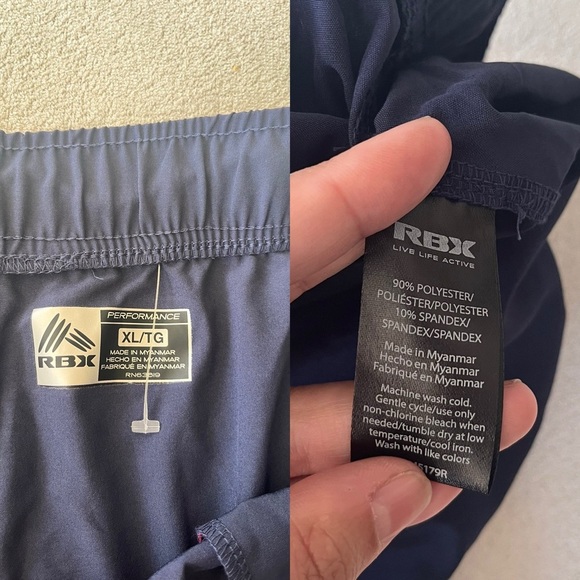 PERFORMANCE
XL/TG
RBX
MADE IN MYANMAR
HECHO EN MYANMAR
FABRIQUÉ EN MYANMAR
RBX
LIVE LIFE ACTIVE
90% POLYESTER/
POLIÉSTER/POLYESTER
10% SPANDEX/
SPANDEX/SPANDEX
Made in Myanmar
Hecho en Myanmar
Fabriqué en Myanmar
Machine wash cold.
Gentle cycle/use only
non-chlorine bleach when
needed/tumble dry at low
temperature/cool iron.
Wash with like colors
5179R